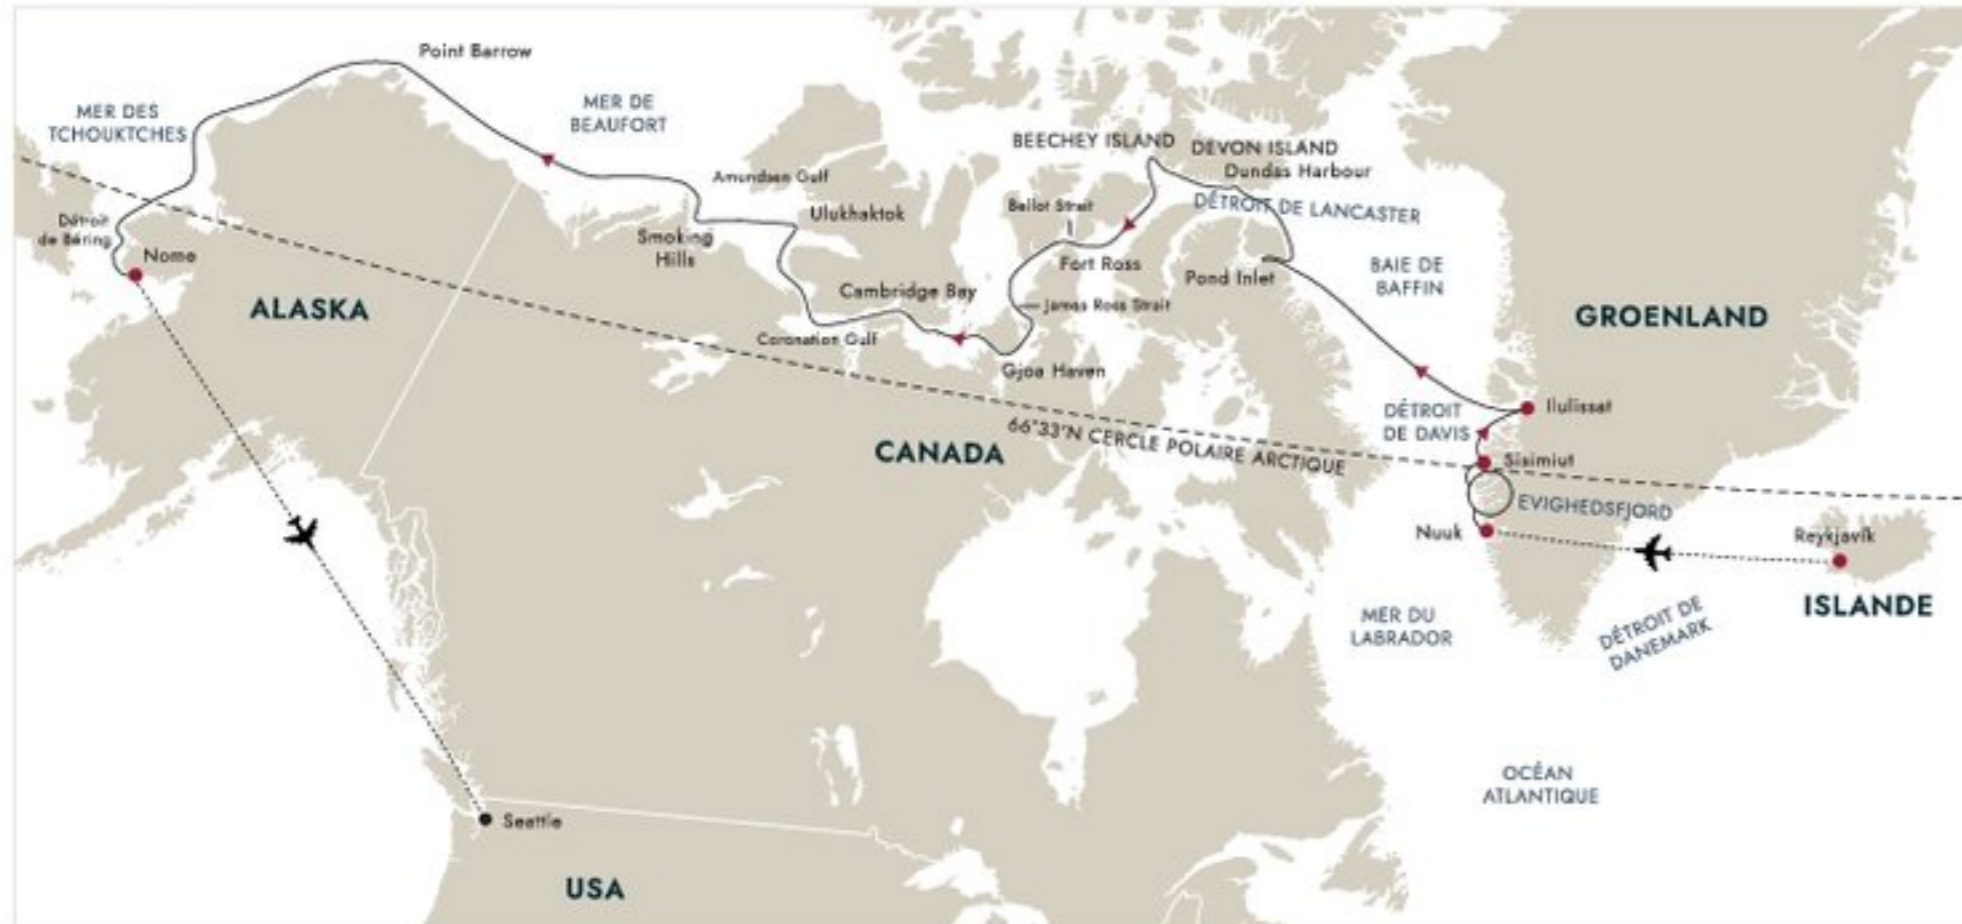 Point Barrow
MER DES
TCHOUKTCHES
MER DE
BEAUFORT
BEECHEY ISLAND
DEVON ISLAND
Dundas Harbour
Amundsen Gulf
DÉTROIT DE LANCASTER
Bellot Strait
Ulukhaktok
Détroit
de Béring
Smoking
Hills
Nome
Fort Ross
Pond Inlet
BAIE DE
BAFFIN
Cambridge Bay
James Ross Strait
ALASKA
GROENLAND
Coronation Gulf
Gjoa Haven
Ilulissat
DÉTROIT
DE DAVIS
66°33'N CERCLE POLAIRE ARCTIQUE
CANADA
Sisimiut
EVIGHEDSFJORD
Nuuk
Reykjavík
ISLANDE
MER DU
LABRADOR
DÉTROIT DE
DANEMARK
OCÉAN
ATLANTIQUE
Seattle
USA